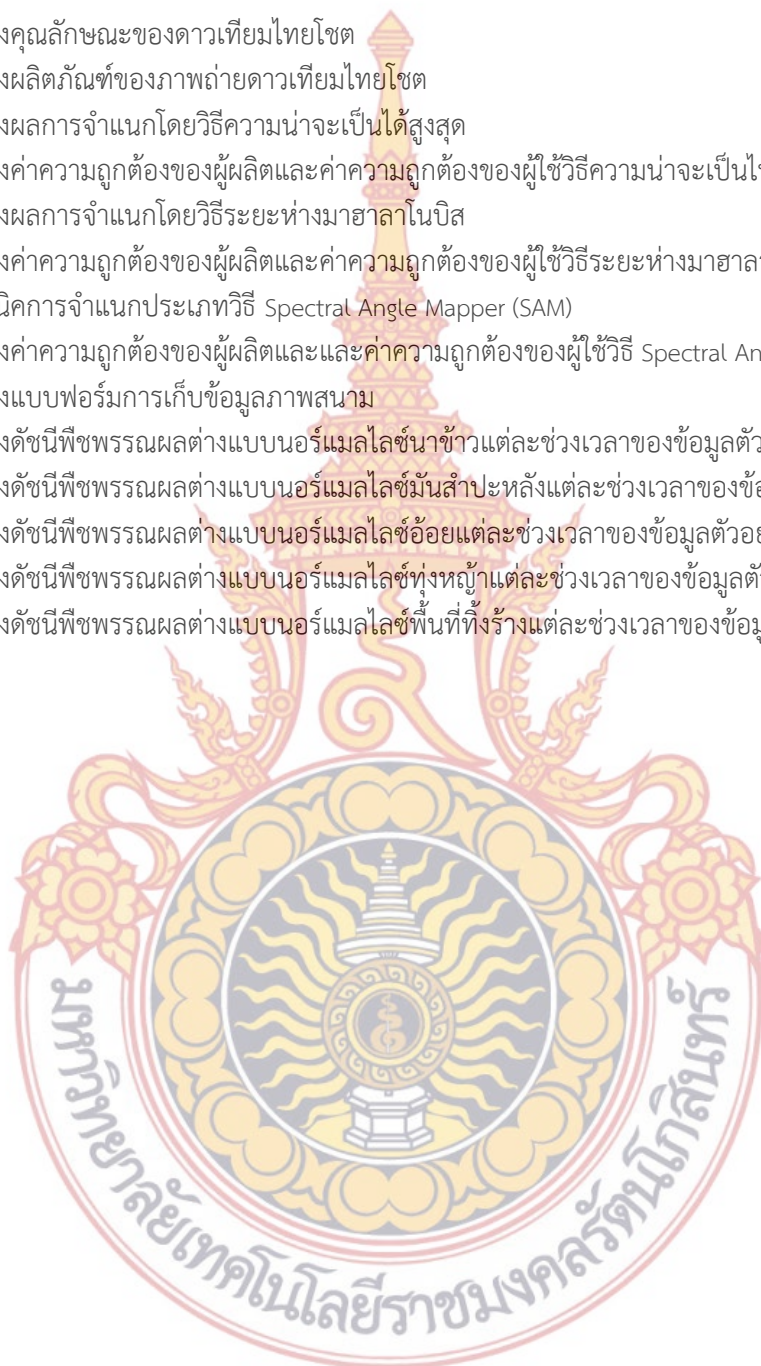 งคุณลักษณะของดาวเทียมไทยโชต
งผลิตภัณฑ์ของภาพถ่ายดาวเทียมไทยโชต
งผลการจำแนกโดยวิธีความน่าจะเป็นได้สูงสุด
งค่าความถูกต้องของผู้ผลิตและค่าความถูกต้องของผู้ใช้วิธีความน่าจะเป็นไ
งผลการจำแนกโดยวิธีระยะห่างมาฮาลาโนบิส
งค่าความถูกต้องของผู้ผลิตและค่าความถูกต้องของผู้ใช้วิธีระยะห่างมาฮาลา
นิคการจำแนกประเภทวิธี Spectral Angle Mapper (SAM)
งค่าความถูกต้องของผู้ผลิตและและค่าความถูกต้องของผู้ใช้วิธี Spectral An
งแบบฟอร์มการเก็บข้อมูลภาพสนาม
งดัชนีพืชพรรณผลต่างแบบนอร์แมลไลซ์นาข้าวแต่ละช่วงเวลาของข้อมูลตัว
งดัชนีพืชพรรณผลต่างแบบนอร์แมลไลซ์มันสำปะหลังแต่ละช่วงเวลาของข้อ
งดัชนีพืชพรรณผลต่างแบบนอร์แมลไลซ์อ้อยแต่ละช่วงเวลาของข้อมูลตัวอย
งดัชนีพืชพรรณผลต่างแบบนอร์แมลไลซ์ทุ่งหญ้าแต่ละช่วงเวลาของข้อมูลตั
งดัชนีพืชพรรณผลต่างแบบนอร์แมลไลซ์พื้นที่ทิ้งร้างแต่ละช่วงเวลาของข้อมู
มหาวิทยาลัยเทคโนโลยีราชมงคลรัตนโกสินทร์